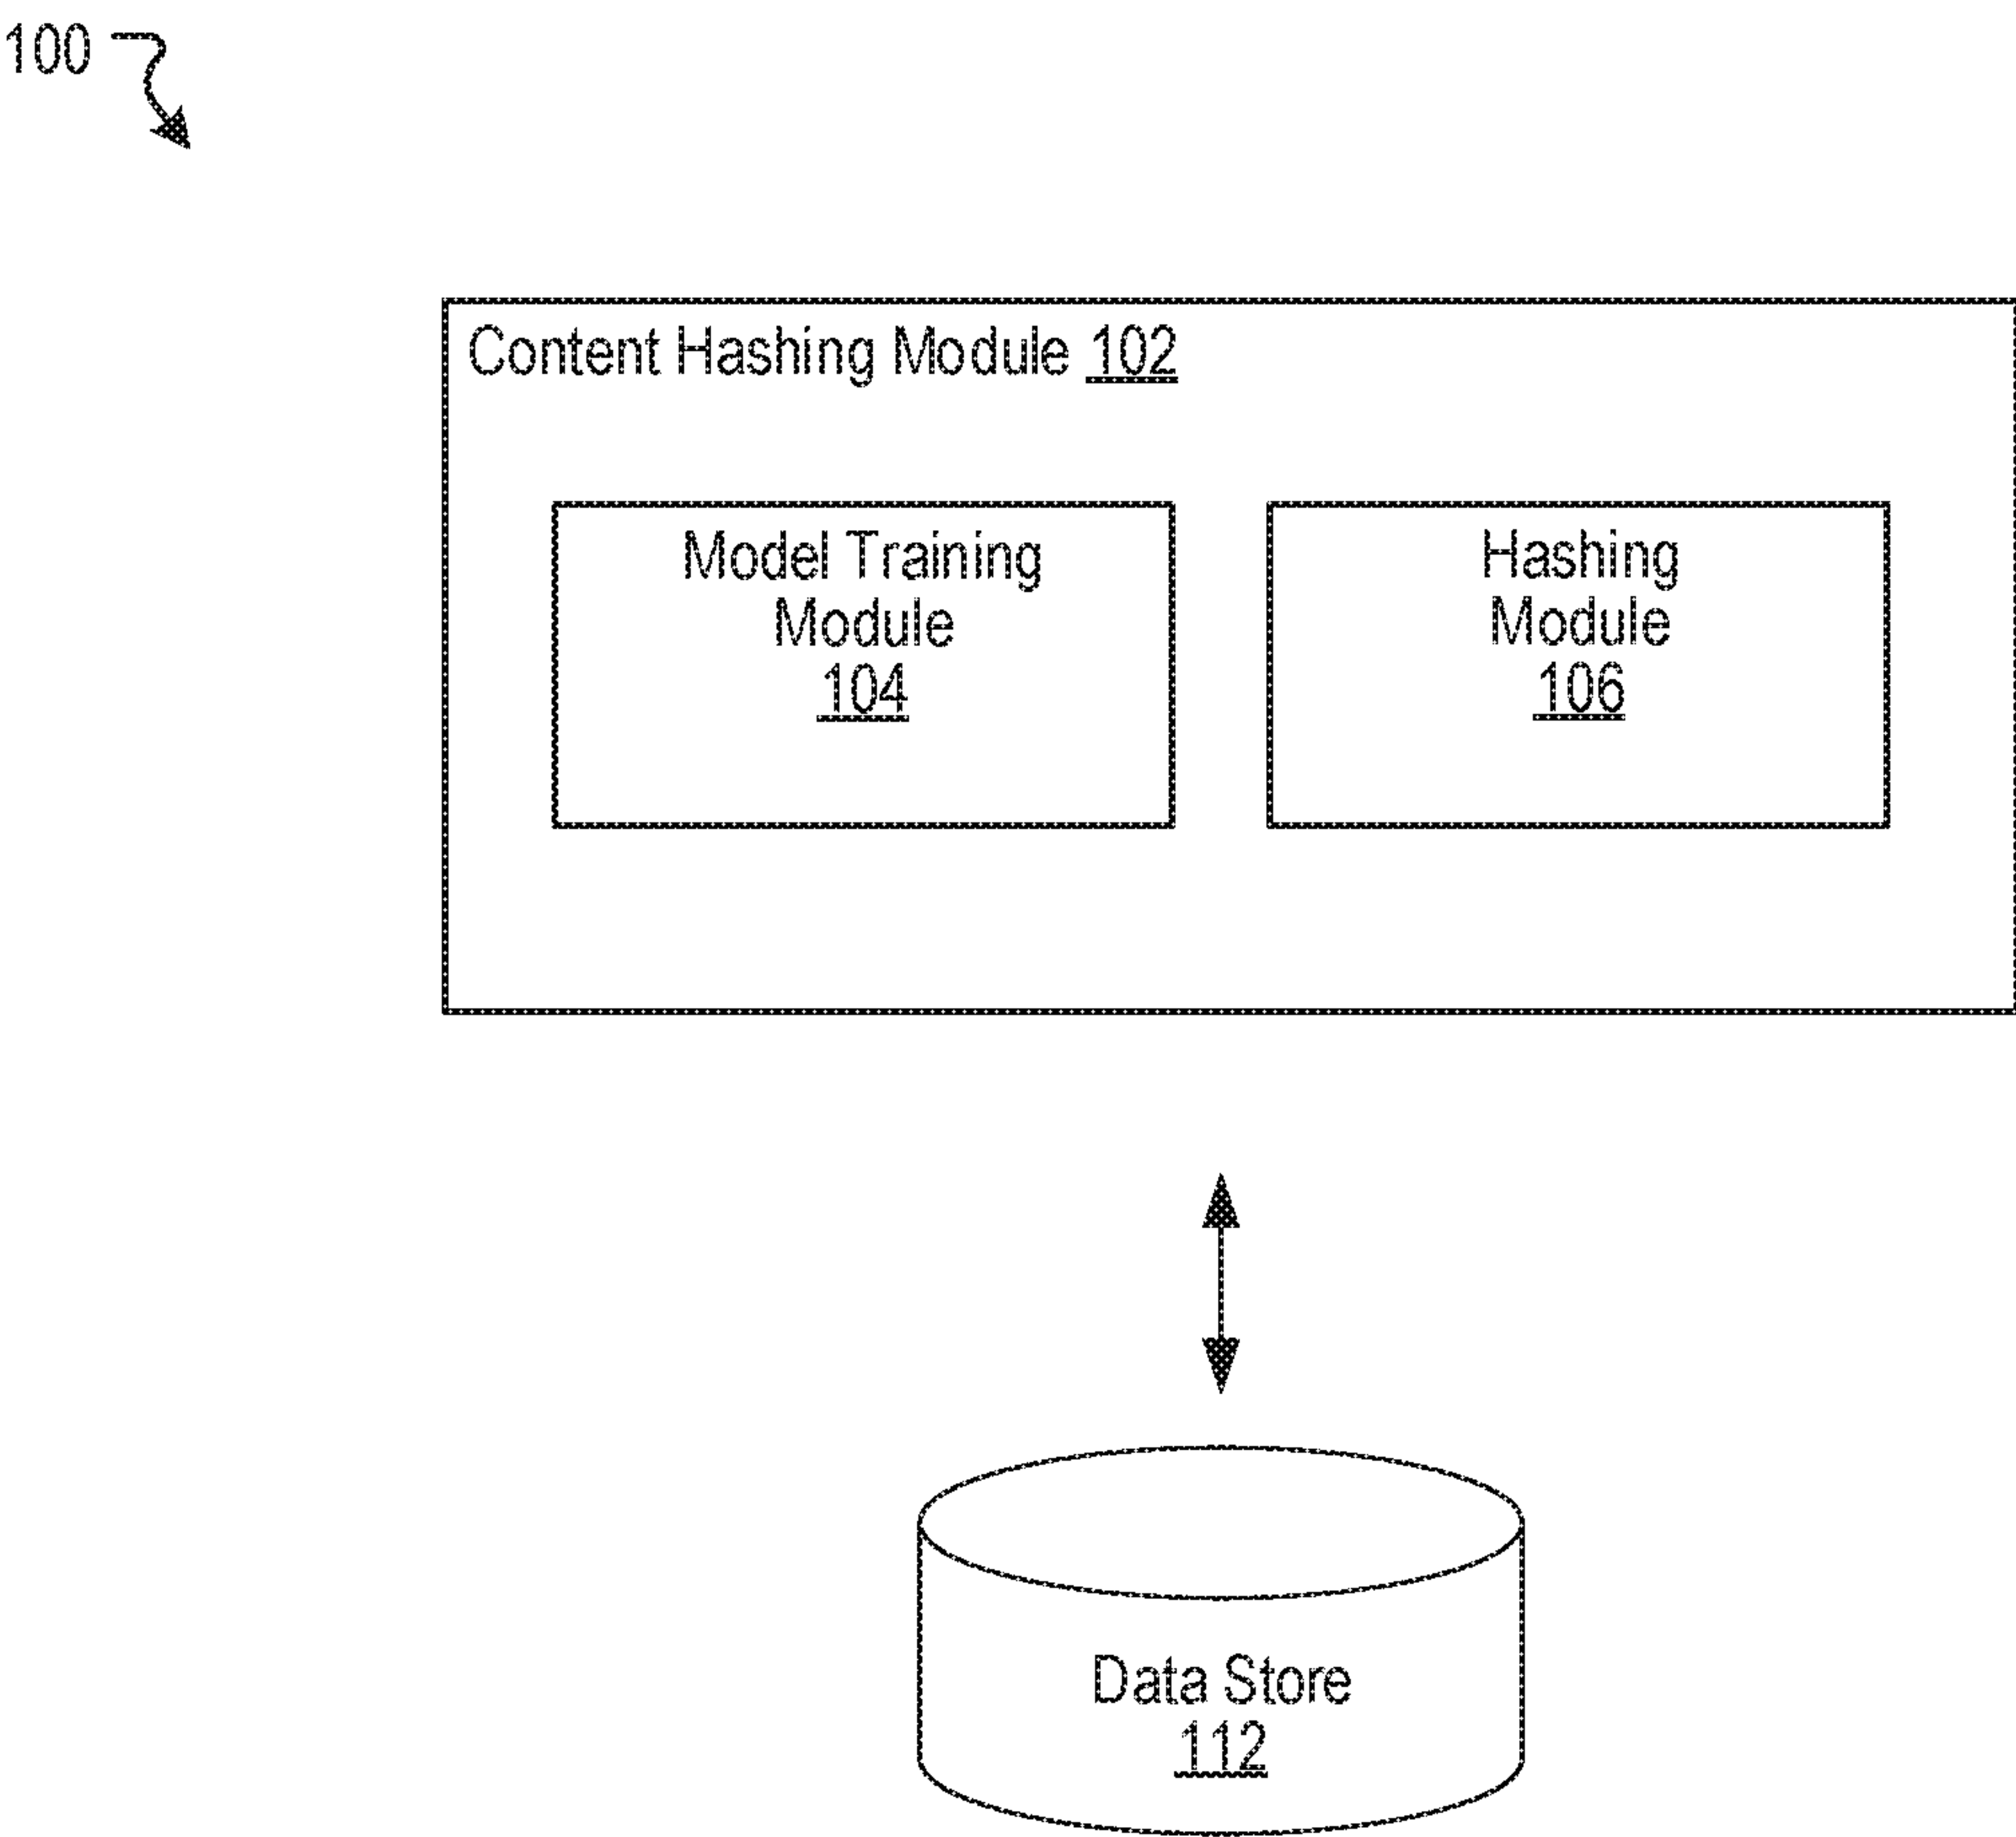 100
Content Hashing Module 102
Model Training
Module
104
Hashing
Module
106
Data Store
112